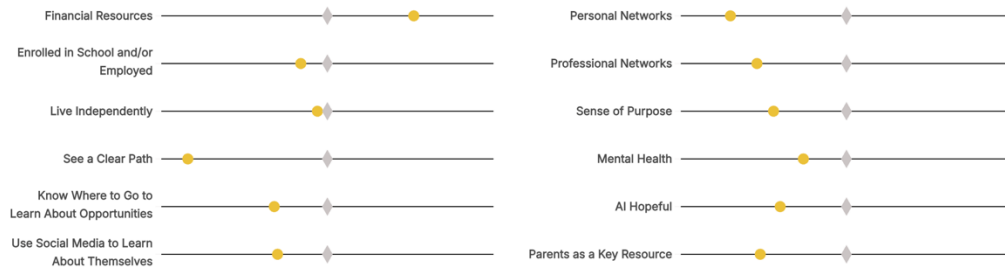 Financial Resources
Enrolled in School and/or
Employed
Live Independently
See a Clear Path
Know Where to Go to
Learn About Opportunities
Use Social Media to Learn
About Themselves
Personal Networks
Professional Networks
Sense of Purpose
Mental Health
AI Hopeful
Parents as a Key Resource